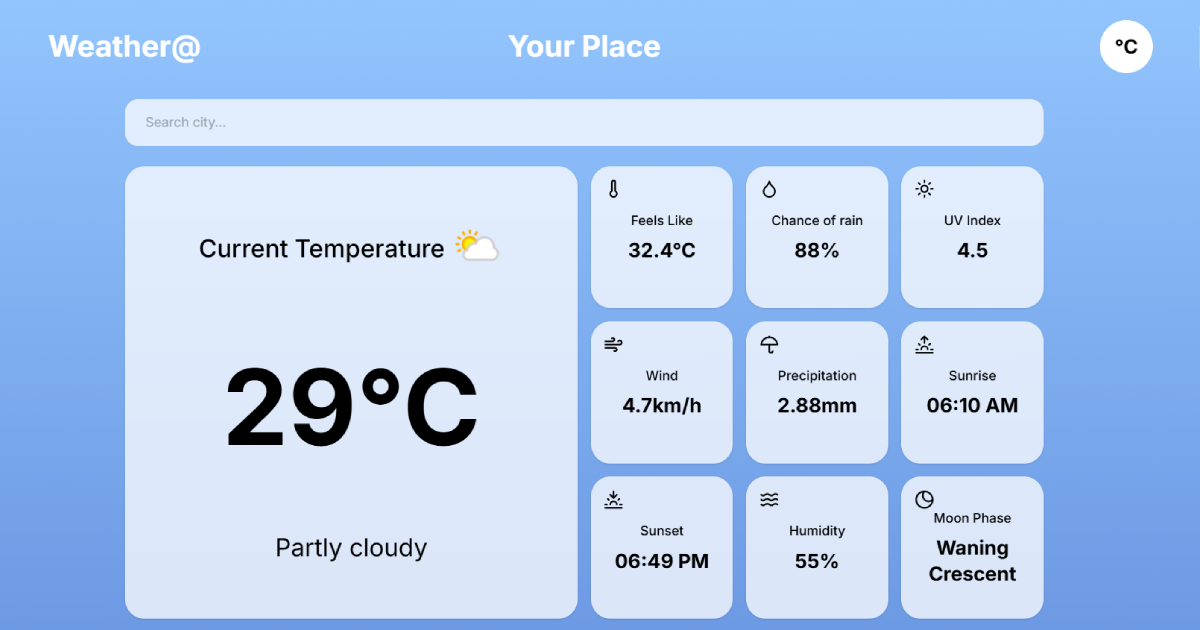 Weather@
Your Place
°C
Search city...
Current Temperature
29°C
Partly cloudy
Feels Like
32.4°C
Chance of rain
88%
UV Index
4.5
Wind
4.7km/h
Precipitation
2.88mm
Sunrise
06:10 AM
Sunset
06:49 PM
Humidity
55%
Moon Phase
Waning
Crescent